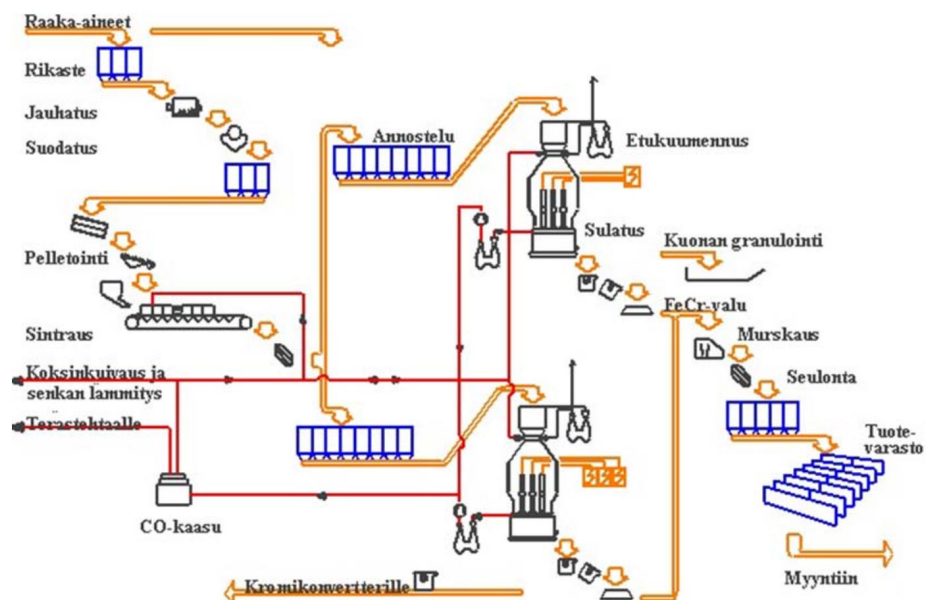 Raaka-aineet
Rikaste
Jauhatus
Suodatus
Annostelu
Etukuumennus
Pelletointi
Sulatus
Kuonan granulointi
Sintraus
FeCr-valu
Murskaus
Koksinkuivaus ja
senkan lämmitys
Seulonta
Terästehtaalle
Tuote-
varasto
CO-kaasu
Kromikonvertterille
Myyntiin